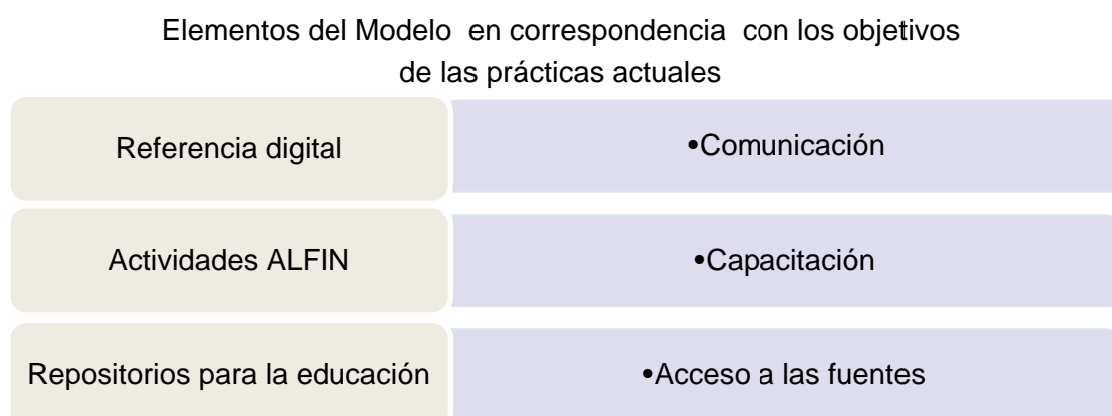 Elementos del Modelo en correspondencia con los objetivos
de las prácticas actuales
Referencia digital
•Comunicación
Actividades ALFIN
•Capacitación
Repositorios para la educación
•Acceso a las fuentes